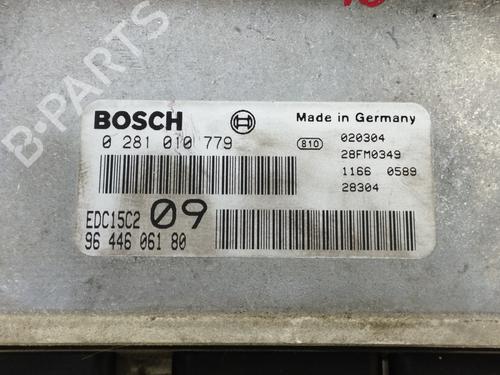 B-PARTS
BOSCH
Made in Germany
0 281 010 779
810
020304
28FM0349
1166 0589
28304
EDC15C2 09
96 446 061 80